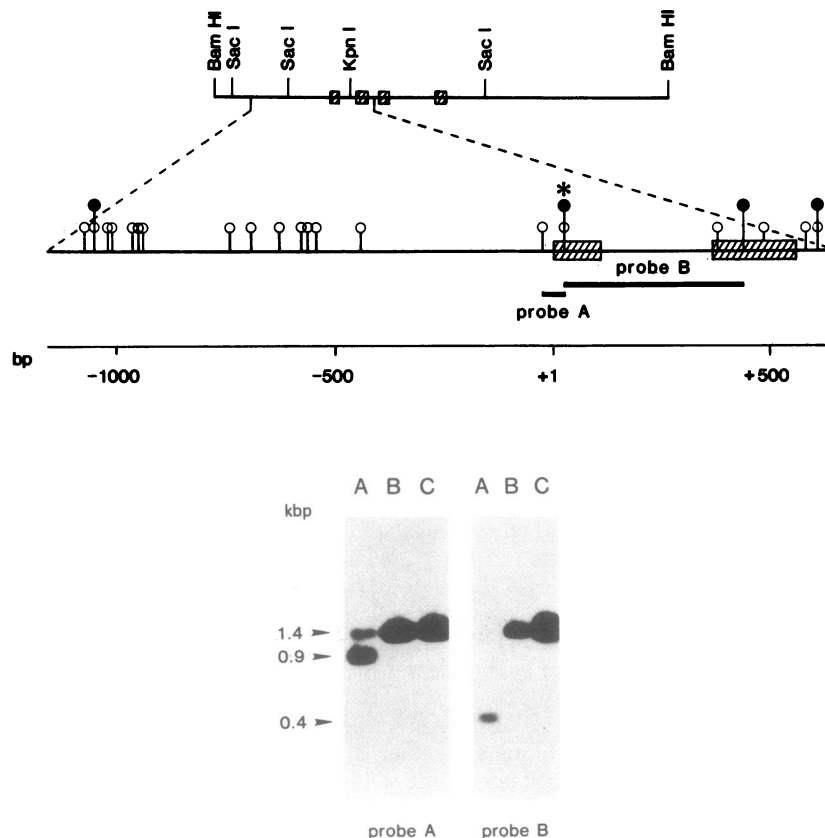 Bam HI
Sac I
Sac I
Kpn I
Sac I
Bam HI
*
probe B
probe A
bp
-1000
-500
+1
+500
A B C A B C
kbp
1.4
0.9
0.4
probe A probe B